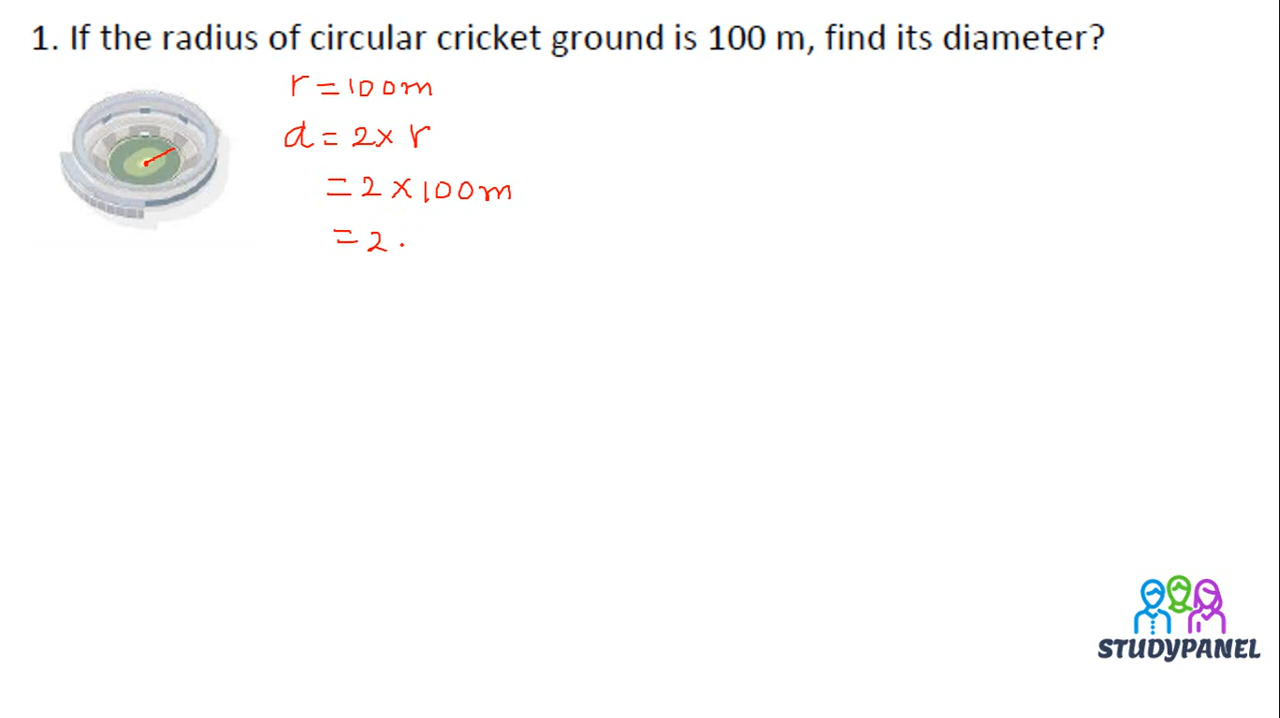 1. If the radius of circular cricket ground is 100 m, find its diameter?
r = 100m
d = 2 × r
= 2 × 100m
= 2 .
STUDYPANEL